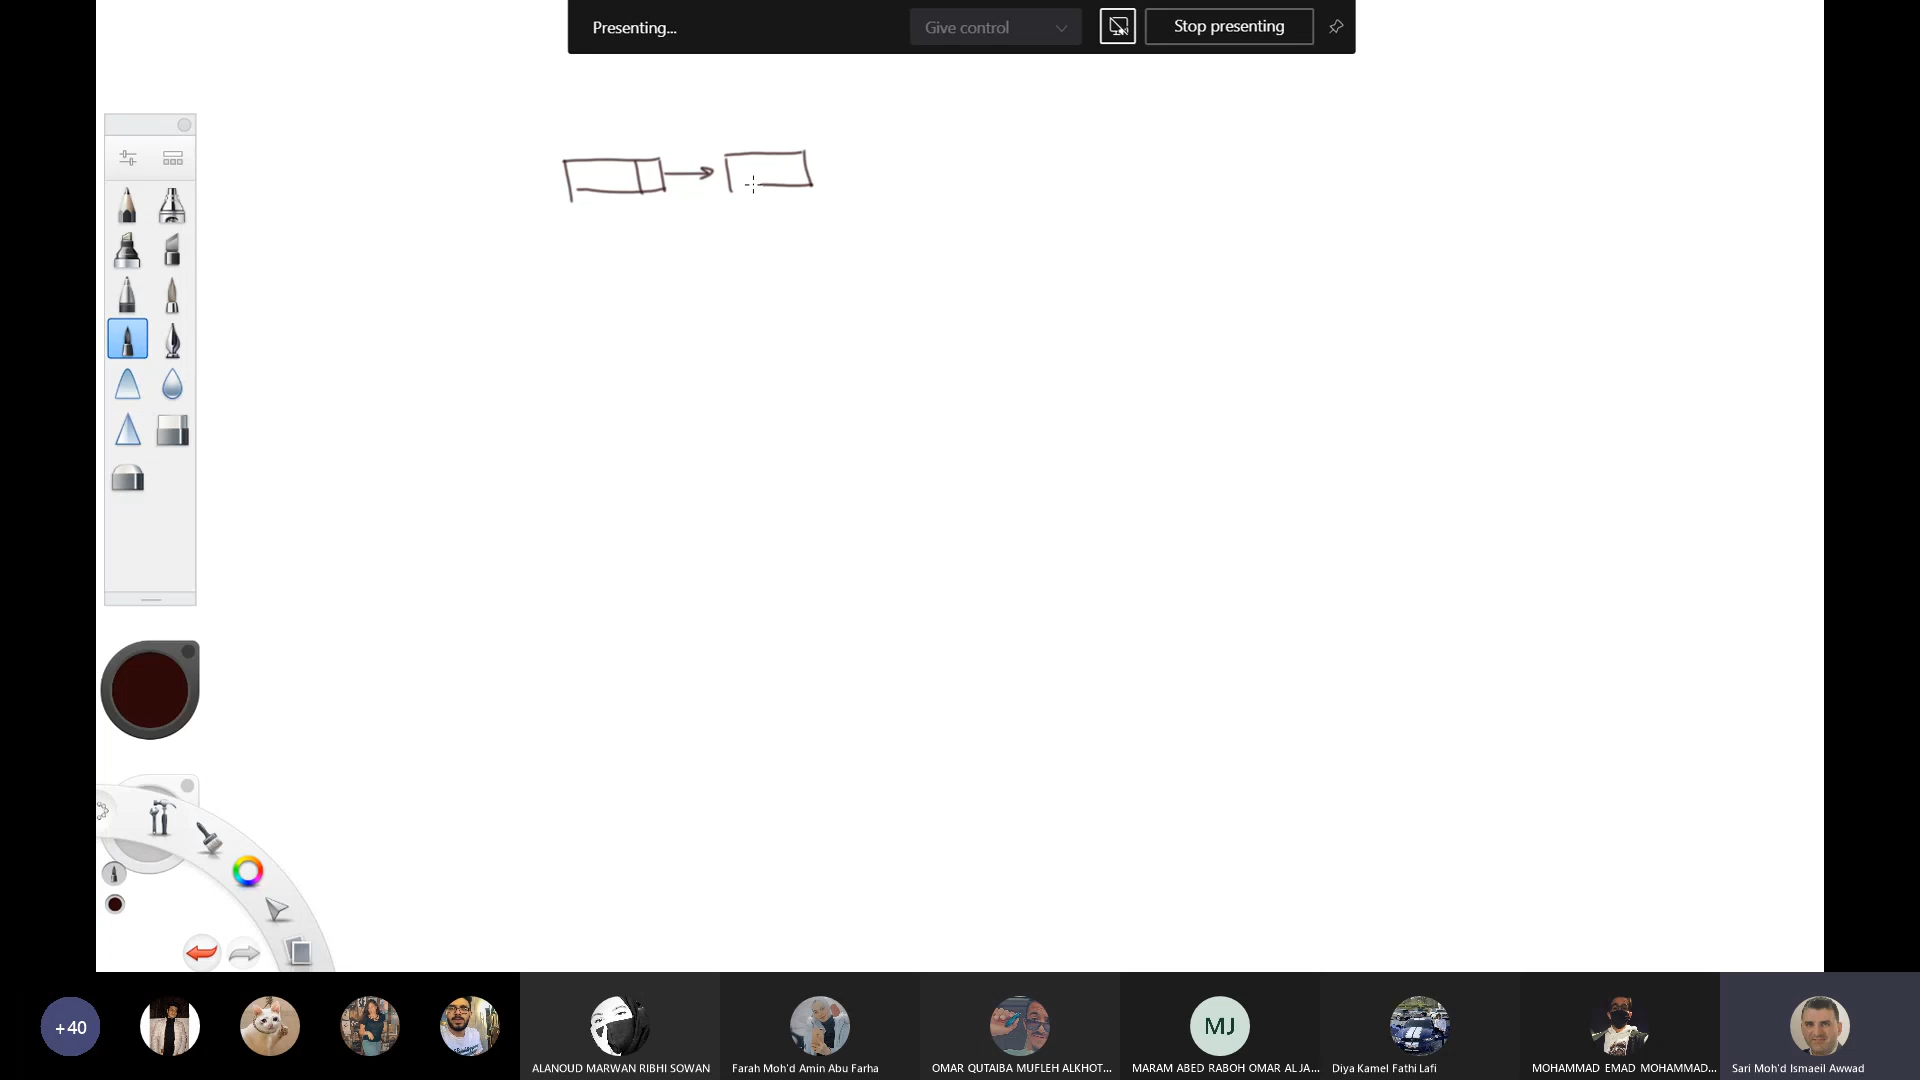 Presenting...
Give control
Stop presenting
+40
MJ
ALANOUD MARWAN RIBHI SOWAN
Farah Moh'd Amin Abu Farha
OMAR QUTAIBA MUFLEH ALKHOT...
MARAM ABED RABOH OMAR AL JA...
Diya Kamel Fathi Lafi
MOHAMMAD EMAD MOHAMMAD...
Sari Moh'd Ismaeil Awwad